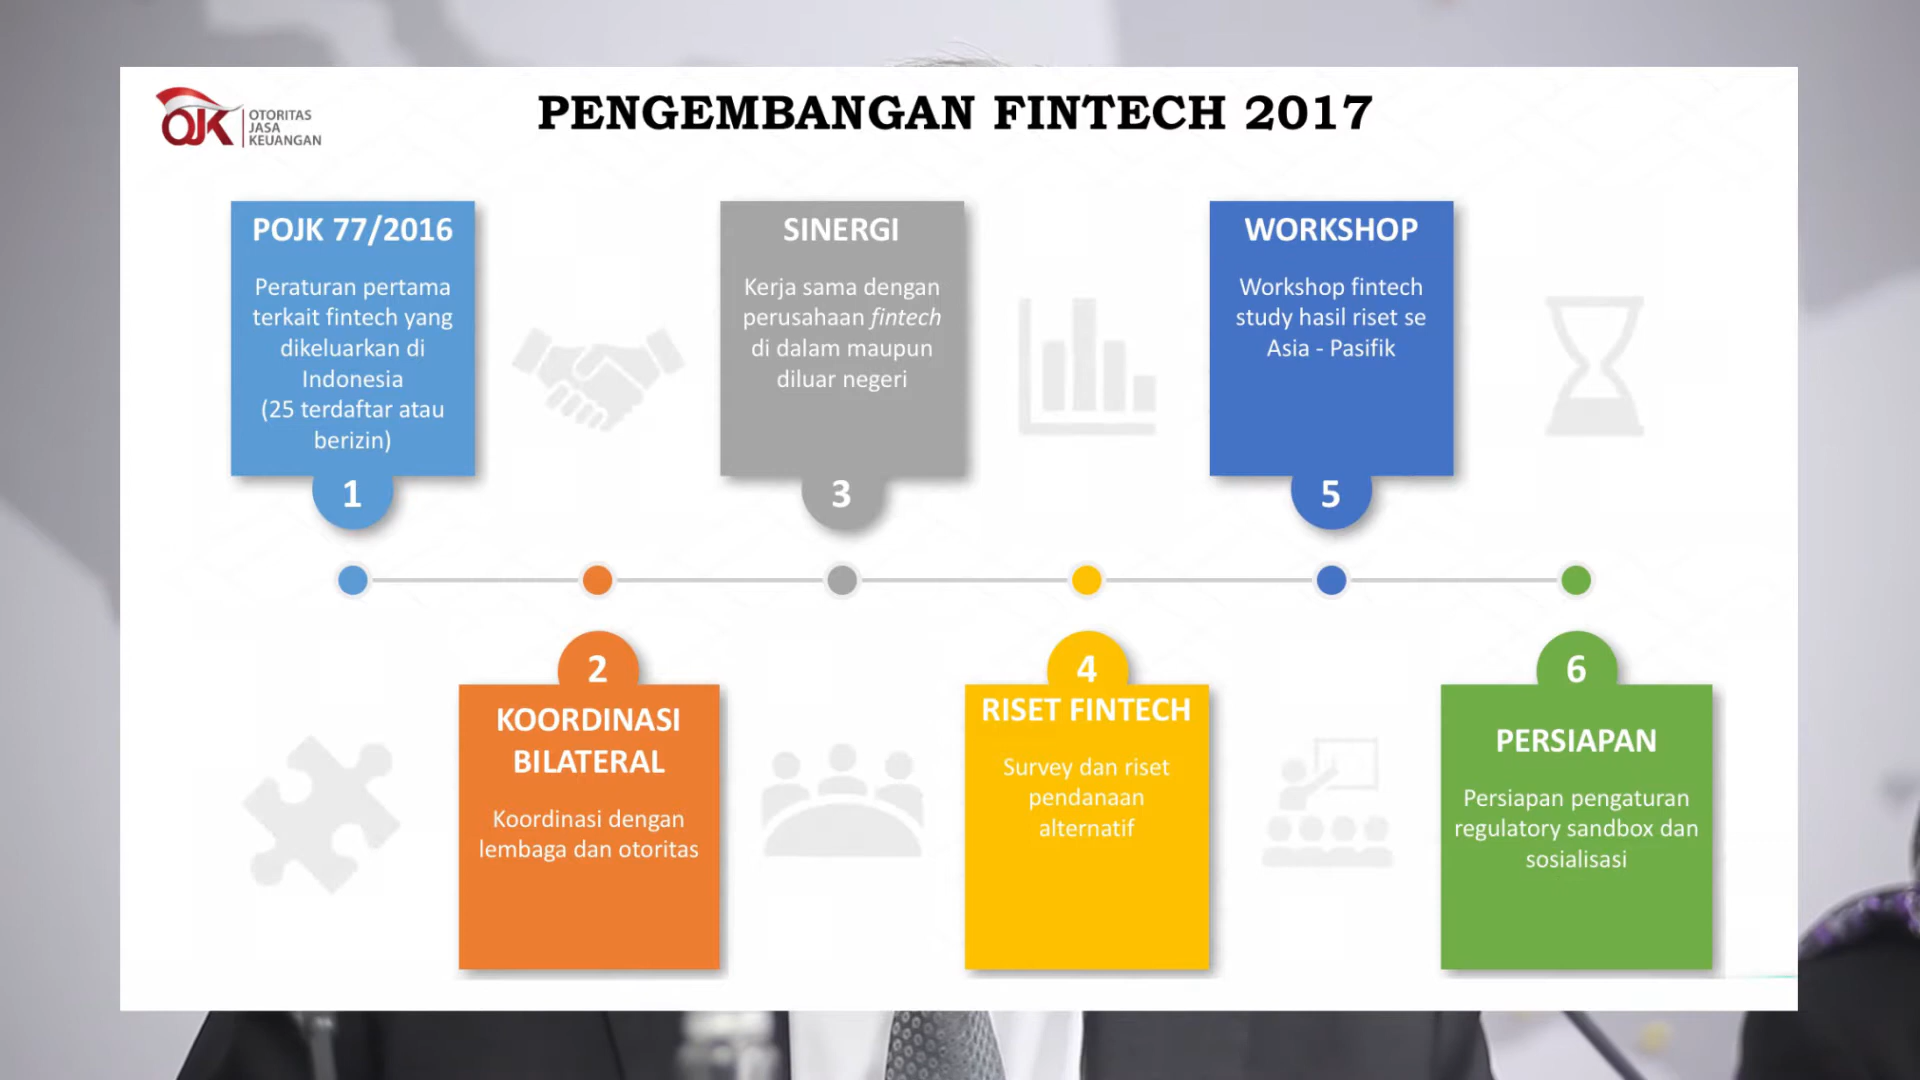 OJK
OTORITAS
JASA
KEUANGAN
PENGEMBANGAN FINTECH 2017
POJK 77/2016
Peraturan pertama
terkait fintech yang
dikeluarkan di
Indonesia
(25 terdaftar atau
berizin)
1
2
KOORDINASI
BILATERAL
Koordinasi dengan
lembaga dan otoritas
SINERGI
Kerja sama dengan
perusahaan fintech
di dalam maupun
diluar negeri
3
4
RISET FINTECH
Survey dan riset
pendanaan
alternatif
WORKSHOP
Workshop fintech
study hasil riset se
Asia - Pasifik
5
6
PERSIAPAN
Persiapan pengaturan
regulatory sandbox dan
sosialisasi